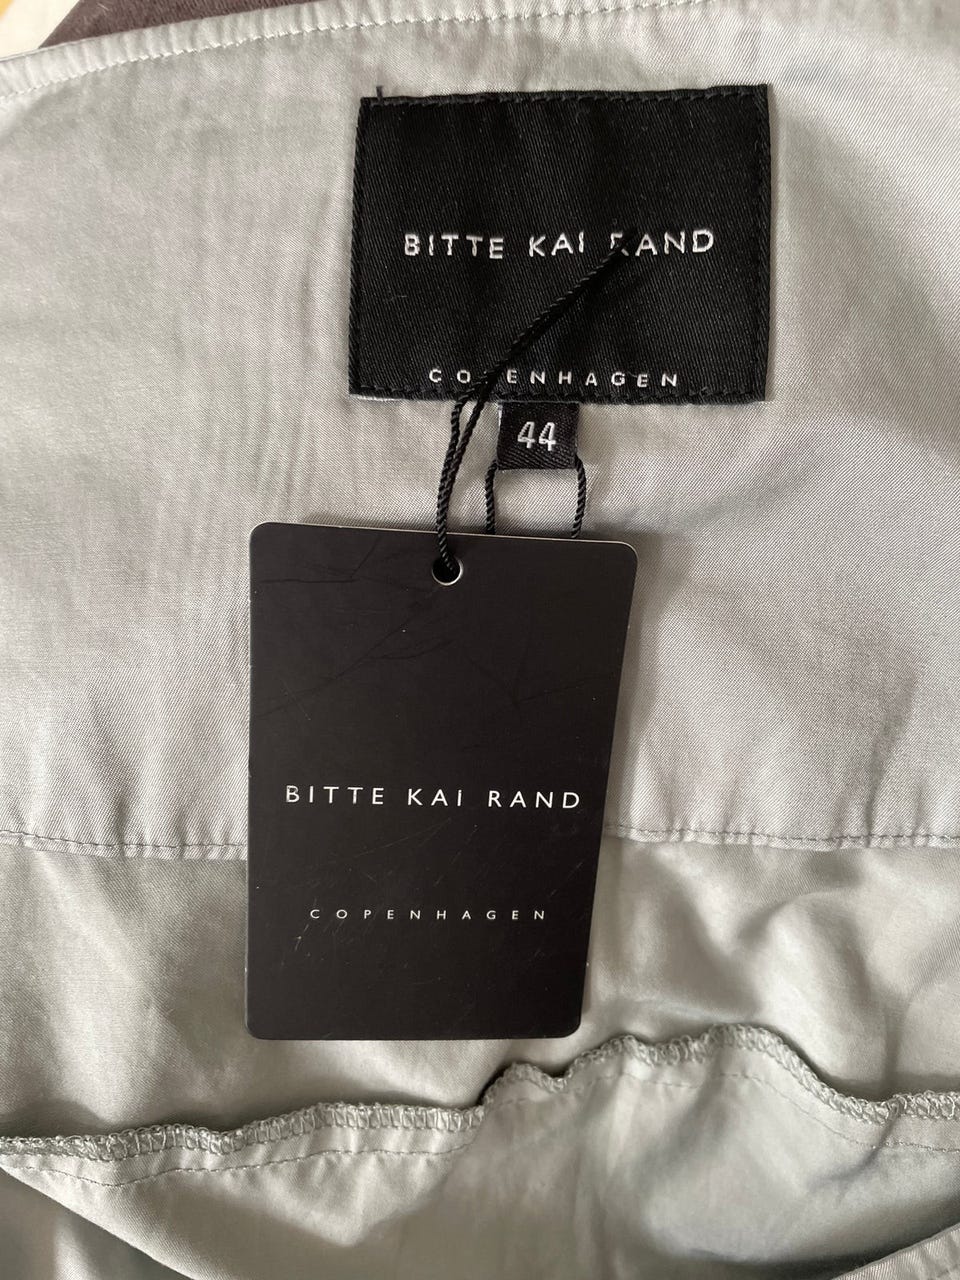 BITTE KAI RAND
COPENHAGEN
44
BITTE KAI RAND
COPENHAGEN